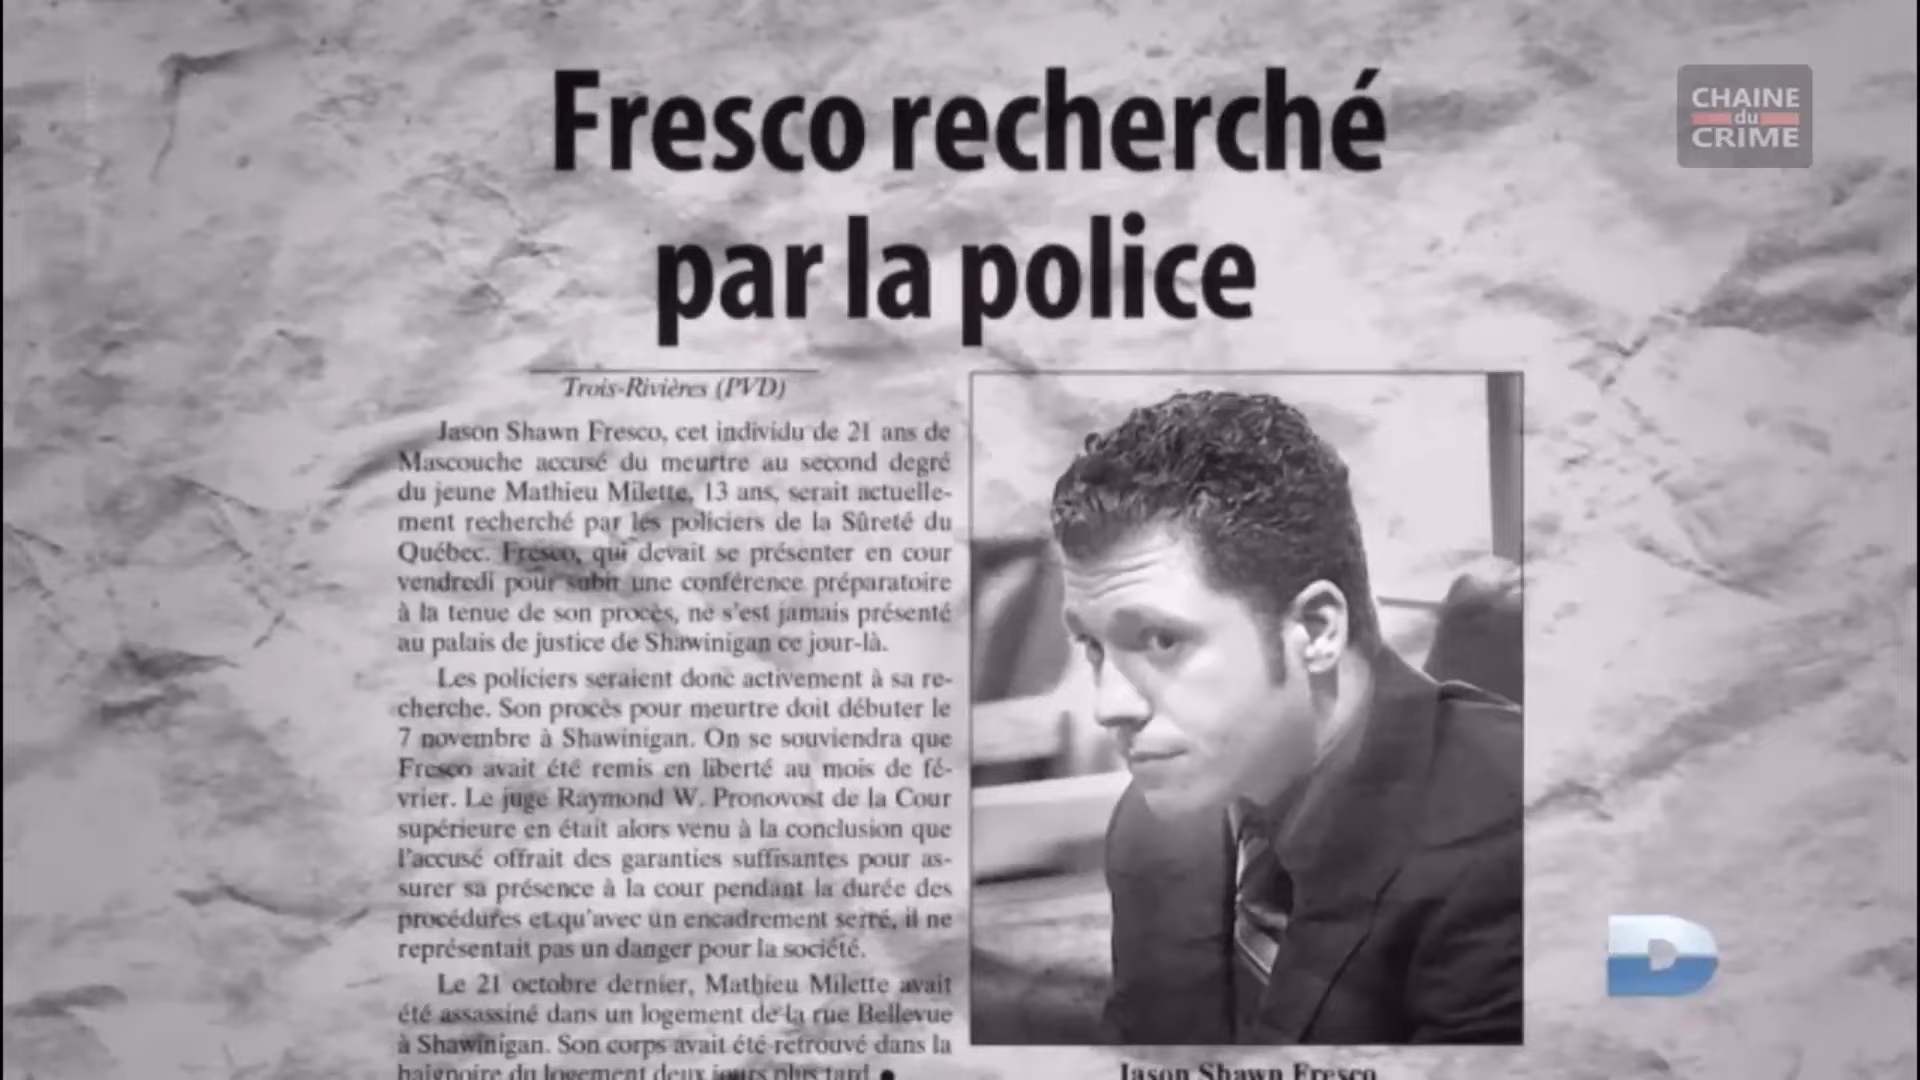 Fresco recherché
par la police
CHAINE
du
CRIME
Trois-Rivières (PVD)
Jason Shawn Fresco, cet individu de 21 ans de
Mascouche accusé du meurtre au second degré
du jeune Mathieu Milette, 13 ans, serait actuelle-
ment recherché par les policiers de la Sûreté du
Québec. Fresco, qui devait se présenter en cour
vendredi pour subir une conférence préparatoire
à la tenue de son procès, ne s'est jamais présenté
au palais de justice de Shawinigan ce jour-là.
Les policiers seraient donc activement à sa re-
cherche. Son procès pour meurtre doit débuter le
7 novembre à Shawinigan. On se souviendra que
Fresco avait été remis en liberté au mois de fé-
vrier. Le juge Raymond W. Pronovost de la Cour
supérieure en était alors venu à la conclusion que
l'accusé offrait des garanties suffisantes pour as-
surer sa présence à la cour pendant la durée des
procédures et qu'avec un encadrement serré, il ne
représentait pas un danger pour la société.
Le 21 octobre dernier, Mathieu Milette avait
été assassiné dans un logement de la rue Bellevue
à Shawinigan. Son corps avait été retrouvé dans la
baignoire du logement deux jours plus tard.
Jason Shawn Fresco
D